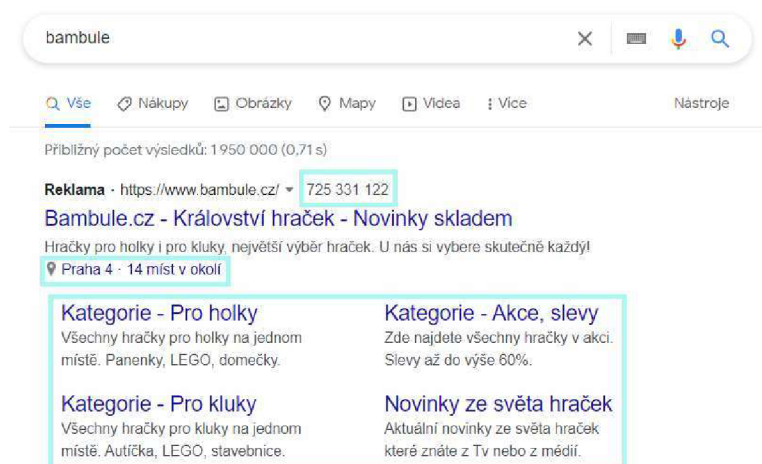 bambule
Vše Nákupy Obrázky Mapy Videa Více Nástroje
Přibližný počet výsledků: 1 950 000 (0,71 s)
Reklama · https://www.bambule.cz/ 725 331 122
Bambule.cz - Království hraček - Novinky skladem
Hračky pro holky i pro kluky, největší výběr hraček. U nás si vybere skutečně každý!
Praha 4 · 14 míst v okolí
Kategorie - Pro holky
Všechny hračky pro holky na jednom
místě. Panenky, LEGO, domečky.
Kategorie - Akce, slevy
Zde najdete všechny hračky v akci.
Slevy až do výše 60%.
Kategorie - Pro kluky
Všechny hračky pro kluky na jednom
místě. Autíčka, LEGO, stavebnice.
Novinky ze světa hraček
Aktuální novinky ze světa hraček
které znáte z Tv nebo z médií.